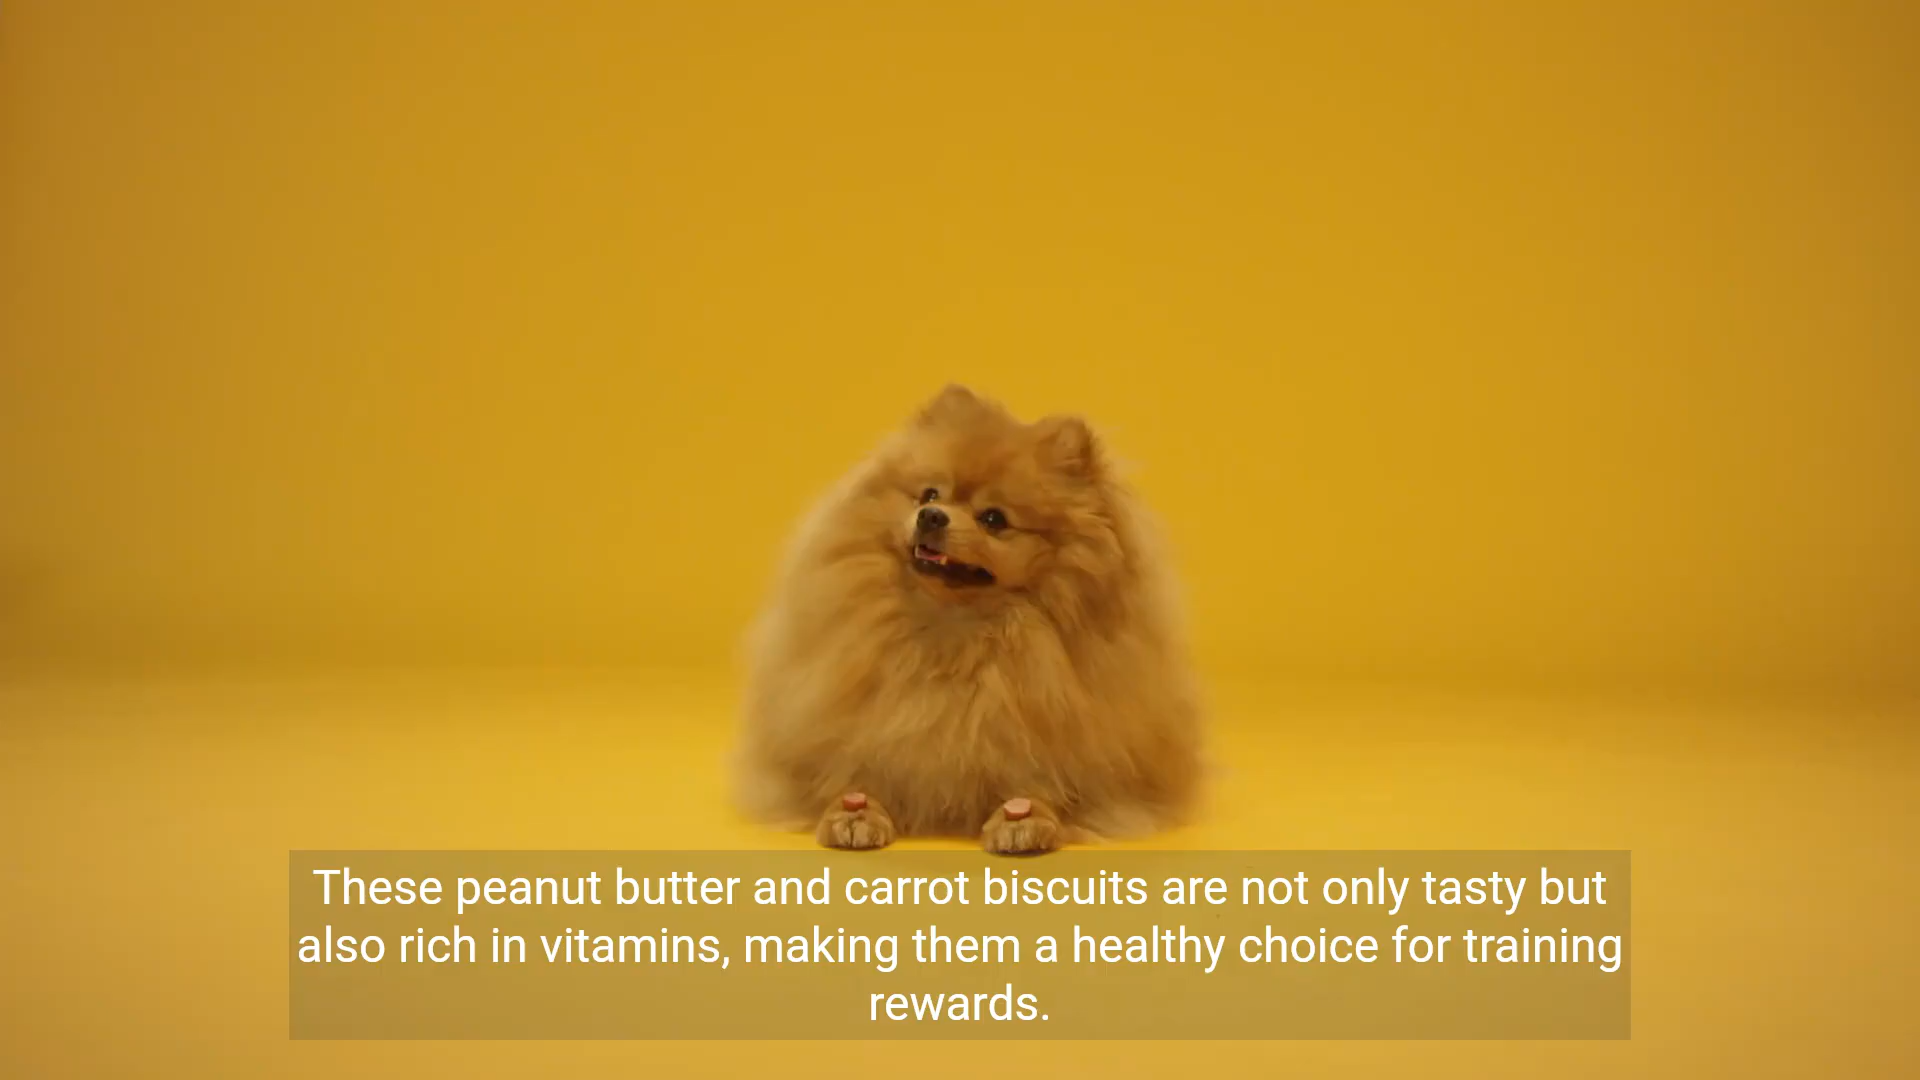 These peanut butter and carrot biscuits are not only tasty but
also rich in vitamins, making them a healthy choice for training
rewards.